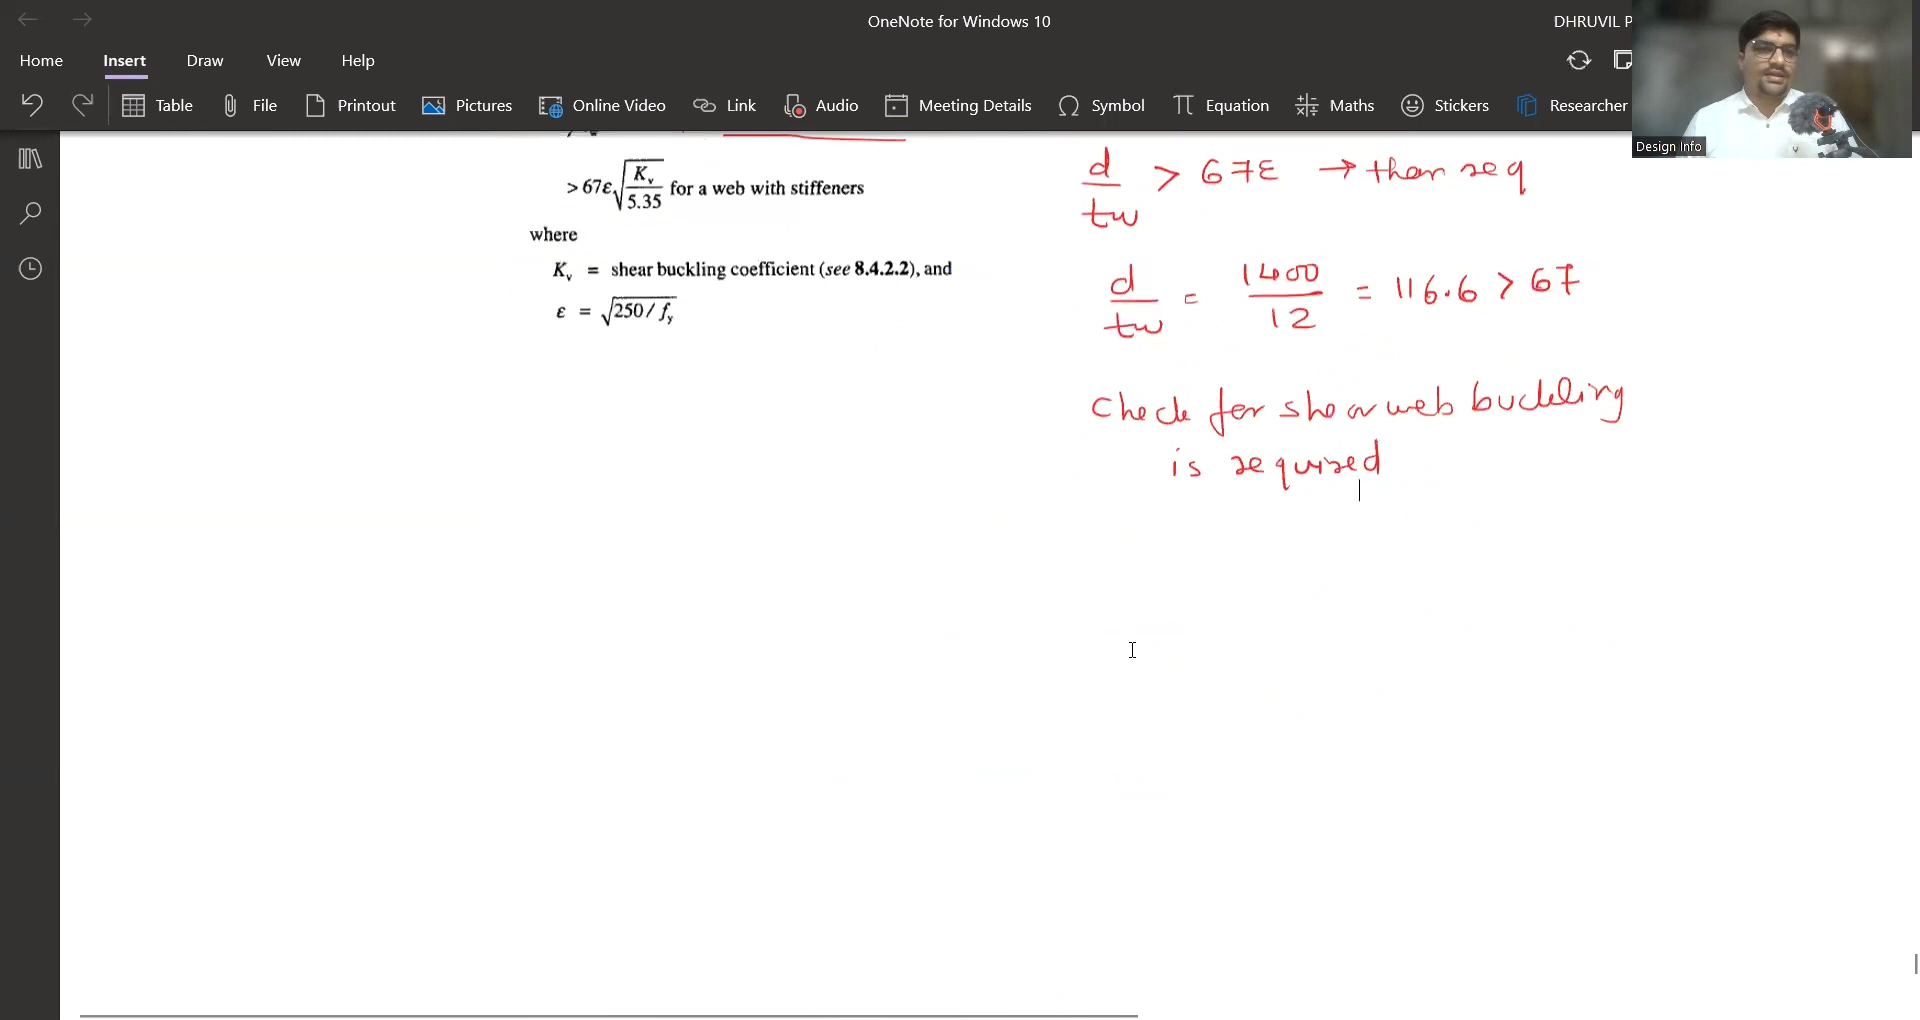 OneNote for Windows 10
DHRUVIL P
Home Insert Draw View Help
Table File Printout Pictures Online Video Link Audio Meeting Details Symbol Equation Maths Stickers Researcher
Design Info
> 67ε √(K_v / 5.35) for a web with stiffeners
where
K_v = shear buckling coefficient (see 8.4.2.2), and
ε = √(250 / f_y)
d / tw > 67ε → then req
d / tw = 1400 / 12 = 116.6 > 67
Check for shear web buckling
is required